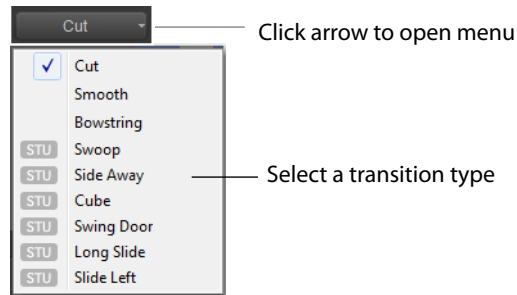 Cut
Click arrow to open menu
Cut
Smooth
Bowstring
STU Swoop
STU Side Away
Select a transition type
STU Cube
STU Swing Door
STU Long Slide
STU Slide Left